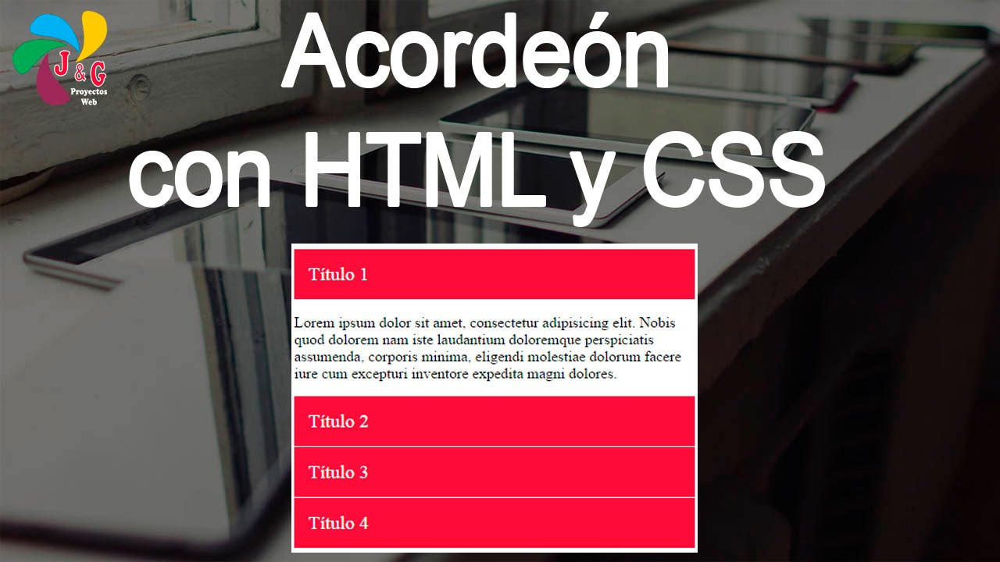 J & G
Proyectos
Web
Acordeón
con HTML y CSS
Título 1
Lorem ipsum dolor sit amet, consectetur adipisicing elit. Nobis
quod dolorem nam iste laudantium doloremque perspiciatis
assumenda, corporis minima, eligendi molestiae dolorum facere
iure cum excepturi inventore expedita magni dolores.
Título 2
Título 3
Título 4